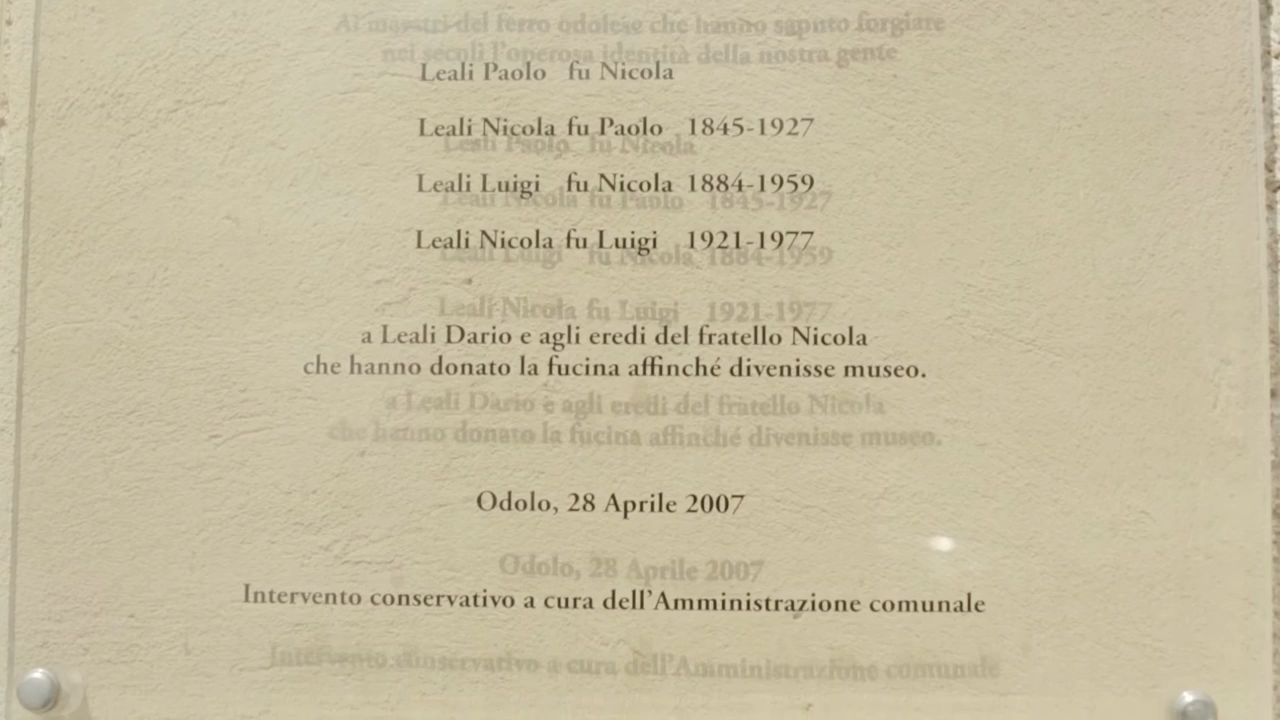 Ai maestri del ferro odolese che hanno saputo forgiare
nei secoli l'operosa identità della nostra gente
Leali Paolo fu Nicola
Leali Nicola fu Paolo 1845-1927
Leali Luigi fu Nicola 1884-1959
Leali Nicola fu Luigi 1921-1977
a Leali Dario e agli eredi del fratello Nicola
che hanno donato la fucina affinché divenisse museo.
Odolo, 28 Aprile 2007
Intervento conservativo a cura dell'Amministrazione comunale